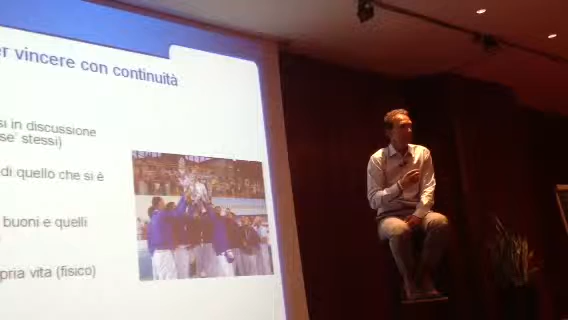 er vincere con continuità
si in discussione
se' stessi)
di quello che si è
buoni e quelli
pria vita (fisico)